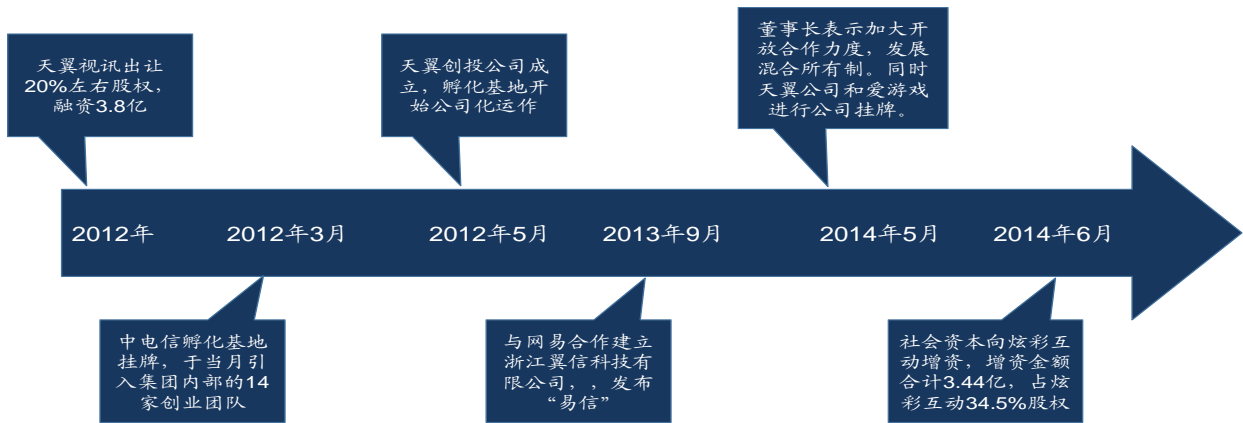 天翼视讯出让
20%左右股权，
融资3.8亿
天翼创投公司成
立，孵化基地开
始公司化运作
董事长表示加大开
放合作力度，发展
混合所有制。同时
天翼公司和爱游戏
进行公司挂牌。
2012年
2012年3月
2012年5月
2013年9月
2014年5月
2014年6月
中电信孵化基地
挂牌，于当月引
入集团内部的14
家创业团队
与网易合作建立
浙江翼信科技有
限公司，，发布
“易信”
社会资本向炫彩互
动增资，增资金额
合计3.44亿，占炫
彩互动34.5%股权